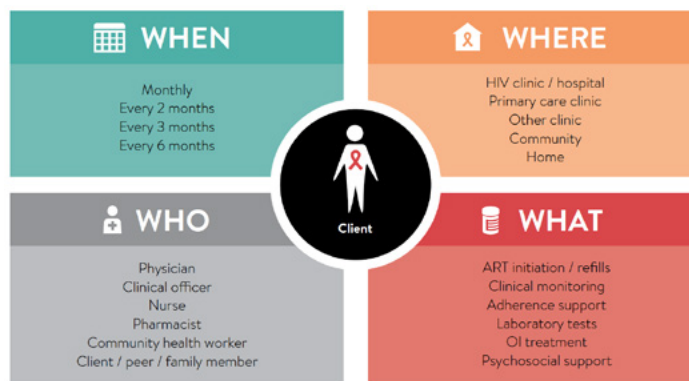 WHEN
Monthly
Every 2 months
Every 3 months
Every 6 months
WHERE
HIV clinic / hospital
Primary care clinic
Other clinic
Community
Home
Client
WHO
Physician
Clinical officer
Nurse
Pharmacist
Community health worker
Client / peer / family member
WHAT
ART initiation / refills
Clinical monitoring
Adherence support
Laboratory tests
OI treatment
Psychosocial support